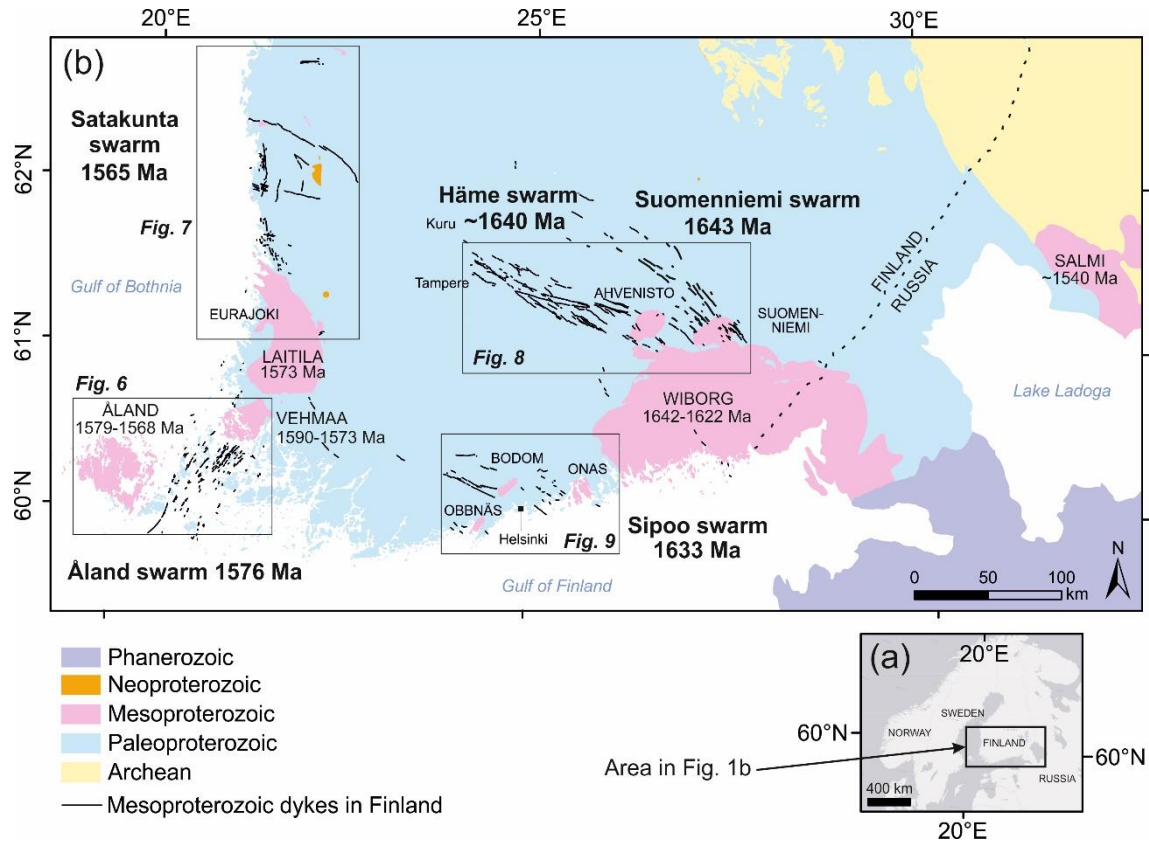 20°E
25°E
30°E
(b)
Satakunta
swarm
1565 Ma
62°N
62°N
Häme swarm
~1640 Ma
Suomenniemi swarm
1643 Ma
Kuru
Fig. 7
FINLAND
RUSSIA
SALMI
~1540 Ma
Gulf of Bothnia
Tampere
AHVENISTO
SUOMEN-
NIEMI
EURAJOKI
61°N
61°N
Fig. 8
LAITILA
1573 Ma
Fig. 6
Lake Ladoga
ÅLAND
1579-1568 Ma
WIBORG
1642-1622 Ma
VEHMAA
1590-1573 Ma
BODOM
ONAS
60°N
60°N
OBBNÄS
Helsinki
Fig. 9
Sipoo swarm
1633 Ma
Åland swarm 1576 Ma
Gulf of Finland
N
0 50 100
km
Phanerozoic
Neoproterozoic
Mesoproterozoic
Paleoproterozoic
Archean
Mesoproterozoic dykes in Finland
(a)
20°E
SWEDEN
NORWAY
FINLAND
60°N
60°N
RUSSIA
Area in Fig. 1b
400 km
20°E